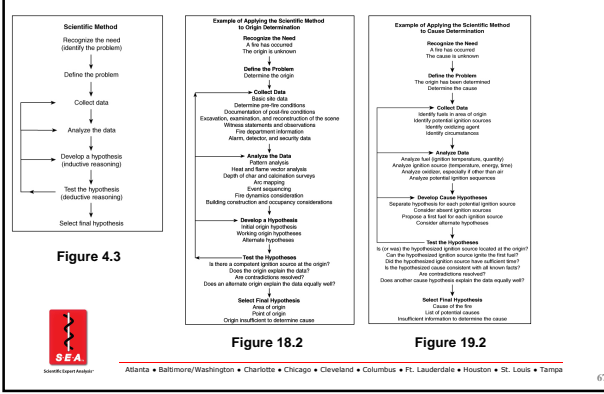 Scientific Method
Recognize the need
(identify the problem)
Define the problem
Collect data
Analyze the data
Develop a hypothesis
(inductive reasoning)
Test the hypothesis
(deductive reasoning)
Select final hypothesis
Figure 4.3
Example of Applying the Scientific Method
to Origin Determination
Recognize the Need
A fire has occurred
The origin is unknown
Define the Problem
Determine the origin
Collect Data
Basic site data
Determine pre-fire conditions
Documentation of post-fire conditions
Excavation, examination, and reconstruction of the scene
Witness statements and observations
Fire department information
Alarm, detector, and security data
Analyze the Data
Pattern analysis
Heat and flame vector analysis
Depth of char and calcination surveys
Arc mapping
Event sequencing
Fire dynamics consideration
Building construction and occupancy considerations
Develop a Hypothesis
Initial origin hypothesis
Working origin hypotheses
Alternate hypotheses
Test the Hypotheses
Is there a competent ignition source at the origin?
Does the origin explain the data?
Are contradictions resolved?
Does an alternate origin explain the data equally well?
Select Final Hypothesis
Area of origin
Point of origin
Origin insufficient to determine cause
Figure 18.2
Example of Applying the Scientific Method
to Cause Determination
Recognize the Need
A fire has occurred
The cause is unknown
Define the Problem
The origin has been determined
Determine the cause
Collect Data
Identify fuels in area of origin
Identify potential ignition sources
Identify oxidizing agent
Identify circumstances
Analyze Data
Analyze fuel (ignition temperature, quantity)
Analyze ignition source (temperature, energy, time)
Analyze oxidizer, especially if other than air
Analyze potential ignition sequences
Develop Cause Hypotheses
Separate hypothesis for each potential ignition source
Consider absent ignition sources
Propose a first fuel for each ignition source
Consider alternate hypotheses
Test the Hypotheses
Is (or was) the hypothesized ignition source located at the origin?
Can the hypothesized ignition source ignite the first fuel?
Did the hypothesized ignition source have sufficient time?
Is the hypothesized cause consistent with all known facts?
Are contradictions resolved?
Does another cause hypothesis explain the data equally well?
Select Final Hypothesis
Cause of the fire
List of potential causes
Insufficient information to determine the cause
Figure 19.2
S·E·A.
Scientific Expert Analysis
Atlanta • Baltimore/Washington • Charlotte • Chicago • Cleveland • Columbus • Ft. Lauderdale • Houston • St. Louis • Tampa